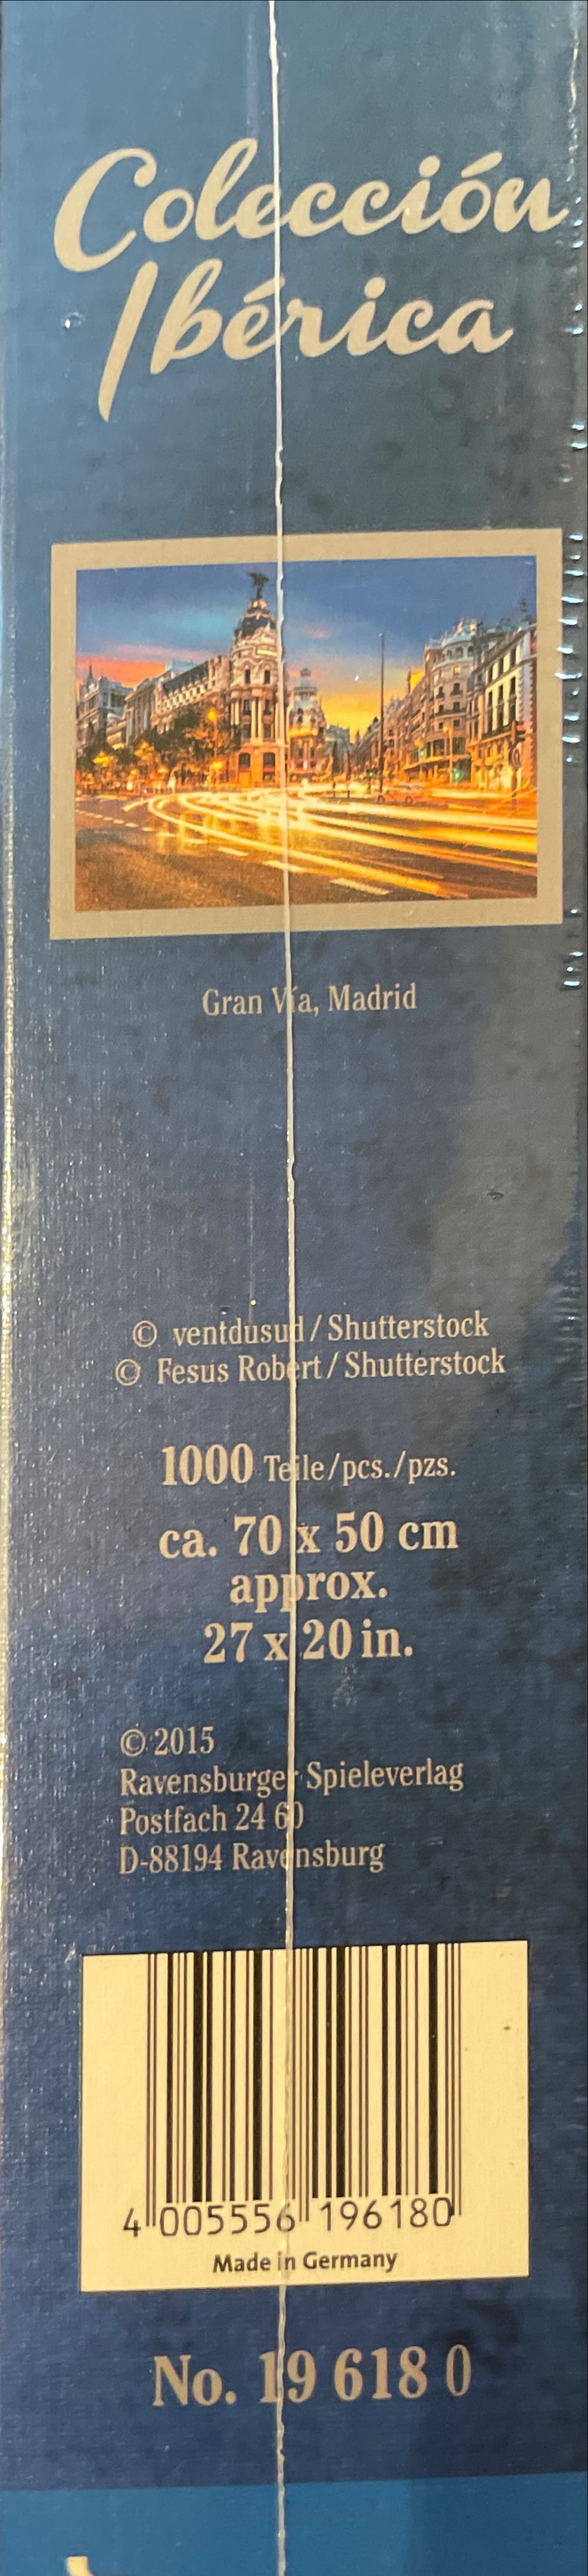 Colección
Ibérica
Gran Vía, Madrid
© ventdusud / Shutterstock
© Fesus Robert / Shutterstock
1000 Teile/pcs./pzs.
ca. 70 x 50 cm
approx.
27 x 20 in.
© 2015
Ravensburger Spieleverlag
Postfach 24 60
D-88194 Ravensburg
4 005556 196180
Made in Germany
No. 19 618 0